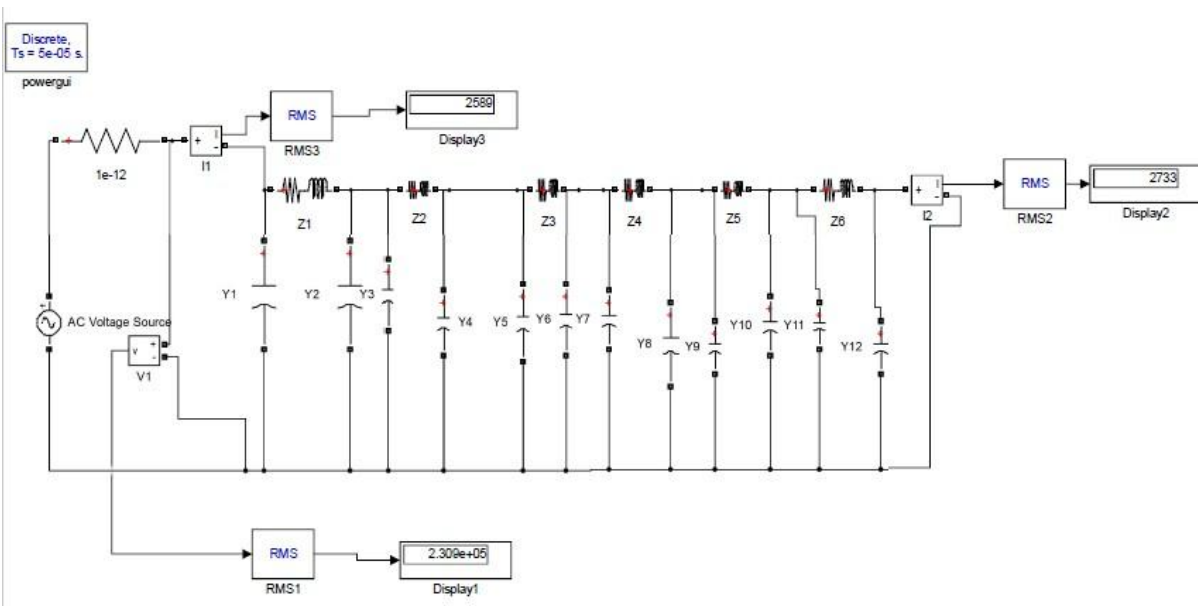 Discrete,
Ts = 5e-05 s.
powergui
1e-12
I1
RMS
RMS3
2589
Display3
Z1
Z2
Z3
Z4
Z5
Z6
I2
RMS
RMS2
2733
Display2
Y1
Y2
Y3
Y4
Y5
Y6
Y7
Y8
Y9
Y10
Y11
Y12
AC Voltage Source
V1
RMS
RMS1
2.309e+05
Display1